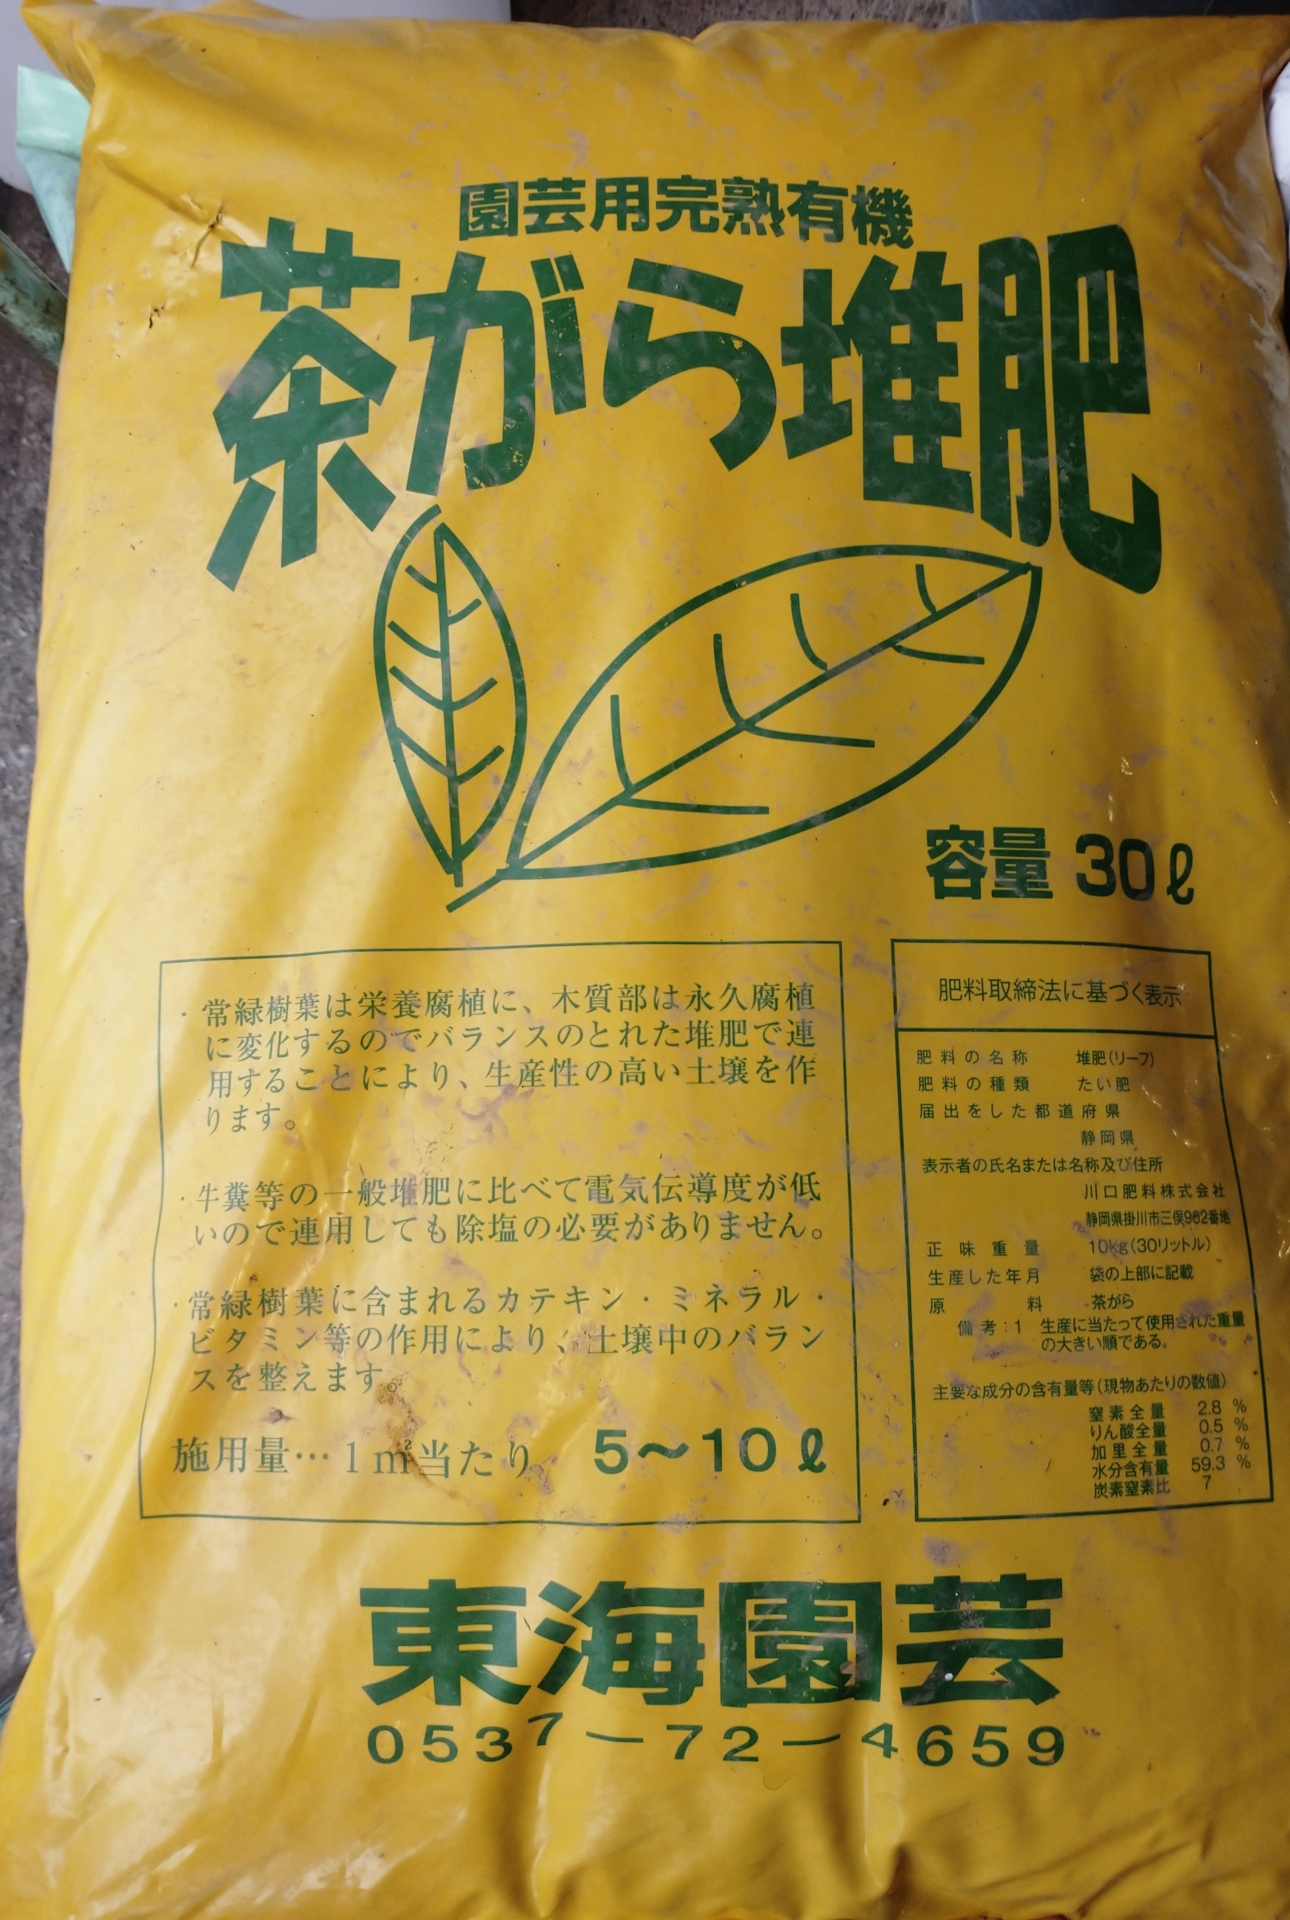 園芸用完熟有機
茶がら堆肥
容量 30ℓ
・常緑樹葉は栄養腐植に、木質部は永久腐植
に変化するのでバランスのとれた堆肥で連
用することにより、生産性の高い土壌を作
ります。
・牛糞等の一般堆肥に比べて電気伝導度が低
いので連用しても除塩の必要がありません。
・常緑樹葉に含まれるカテキン・ミネラル・
ビタミン等の作用により、土壌中のバラン
スを整えます。
施用量…1㎡当たり 5〜10ℓ
肥料取締法に基づく表示
肥料の名称 堆肥(リーフ)
肥料の種類 たい肥
届出をした都道府県
静岡県
表示者の氏名または名称及び住所
川口肥料株式会社
静岡県掛川市三俣962番地
正味重量 10kg(30リットル)
生産した年月 袋の上部に記載
原料 茶がら
備考:1 生産に当たって使用された重量
の大きい順である。
主要な成分の含有量等(現物あたりの数値)
窒素全量 2.8 %
りん酸全量 0.5 %
加里全量 0.7 %
水分含有量 59.3 %
炭素窒素比 7
東海園芸
0537-72-4659